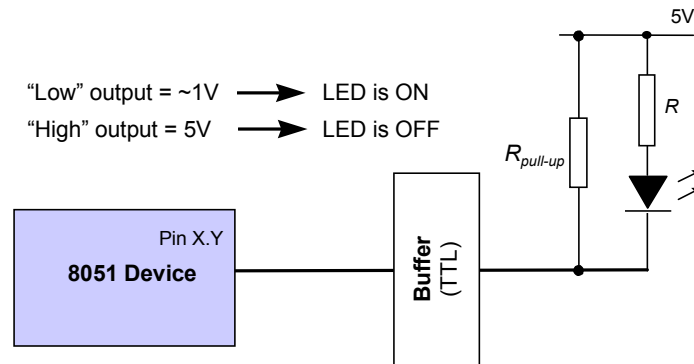 5V
“Low” output = ~1V LED is ON
“High” output = 5V LED is OFF
R
Rpull-up
Pin X.Y
8051 Device
Buffer
(TTL)